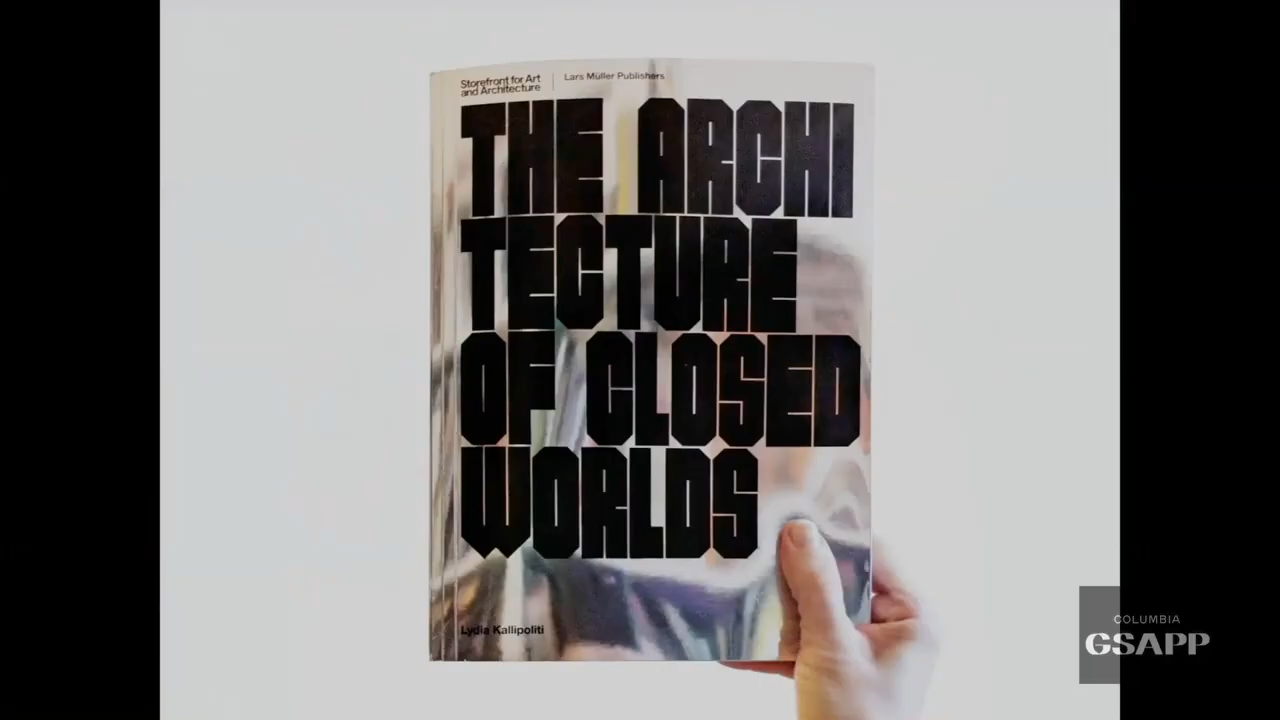 Storefront for Art
and Architecture
Lars Müller Publishers
THE ARCHI
TECTURE
OF CLOSED
WORLDS
Lydia Kallipoliti
COLUMBIA
GSAPP